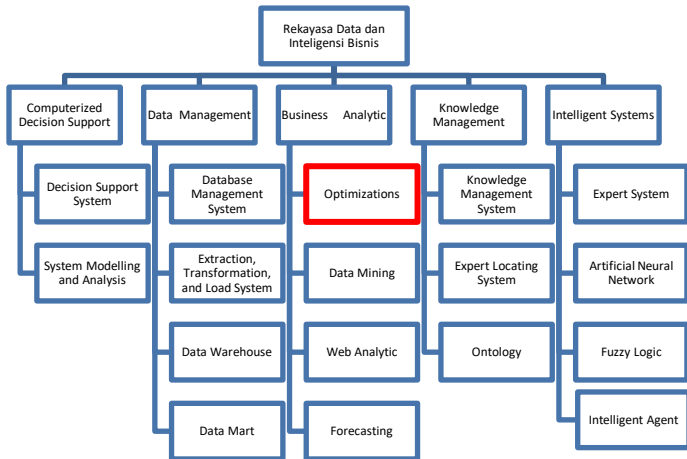 Rekayasa Data dan
Inteligensi Bisnis
Computerized
Decision Support
Data Management
Business Analytic
Knowledge
Management
Intelligent Systems
Decision Support
System
Database
Management
System
Optimizations
Knowledge
Management
System
Expert System
System Modelling
and Analysis
Extraction,
Transformation,
and Load System
Data Mining
Expert Locating
System
Artificial Neural
Network
Data Warehouse
Web Analytic
Ontology
Fuzzy Logic
Data Mart
Forecasting
Intelligent Agent